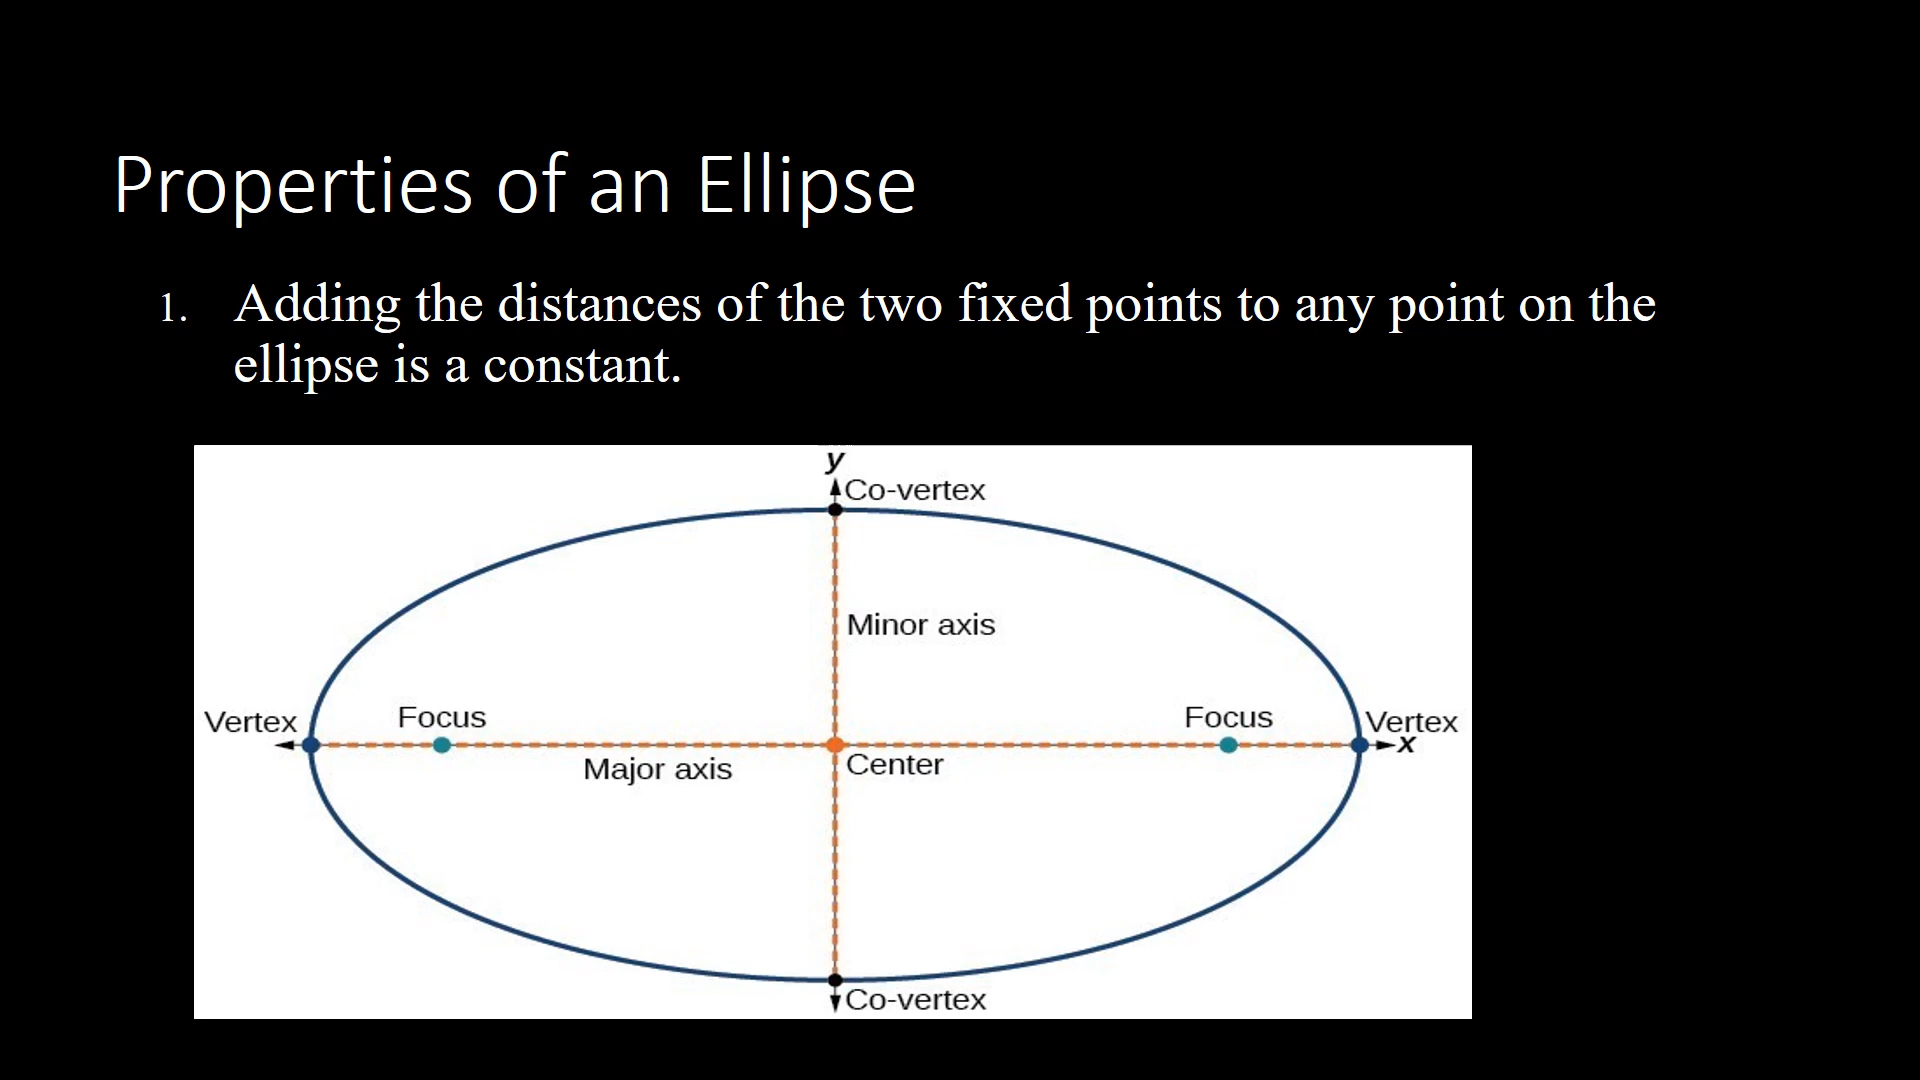 Properties of an Ellipse
1. Adding the distances of the two fixed points to any point on the
ellipse is a constant.
y
Co-vertex
Minor axis
Vertex
Focus
Focus
Vertex
x
Major axis
Center
Co-vertex